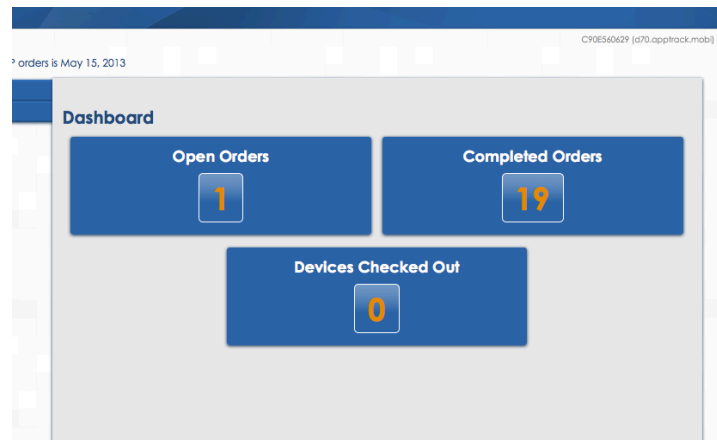 C90E560629 (d70.apptrack.mobi)
P orders is May 15, 2013
Dashboard
Open Orders
1
Completed Orders
19
Devices Checked Out
0